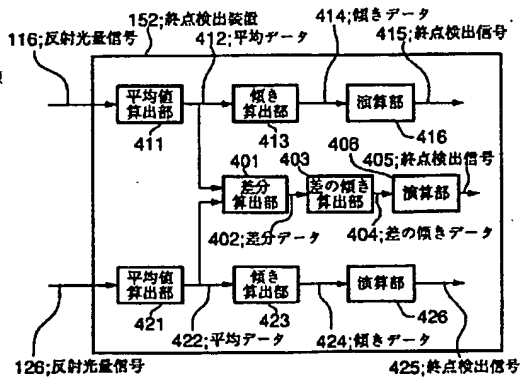 152;終点検出装置
414;傾きデータ
415;終点検出信号
116;反射光量信号
412;平均データ
平均値
算出部
411
傾き
算出部
413
演算部
416
401
差分
算出部
403
差の傾き
算出部
406
405;終点検出信号
演算部
402;差分データ
404;差の傾きデータ
平均値
算出部
421
傾き
算出部
423
演算部
426
422;平均データ
424;傾きデータ
126;反射光量信号
425;終点検出信号